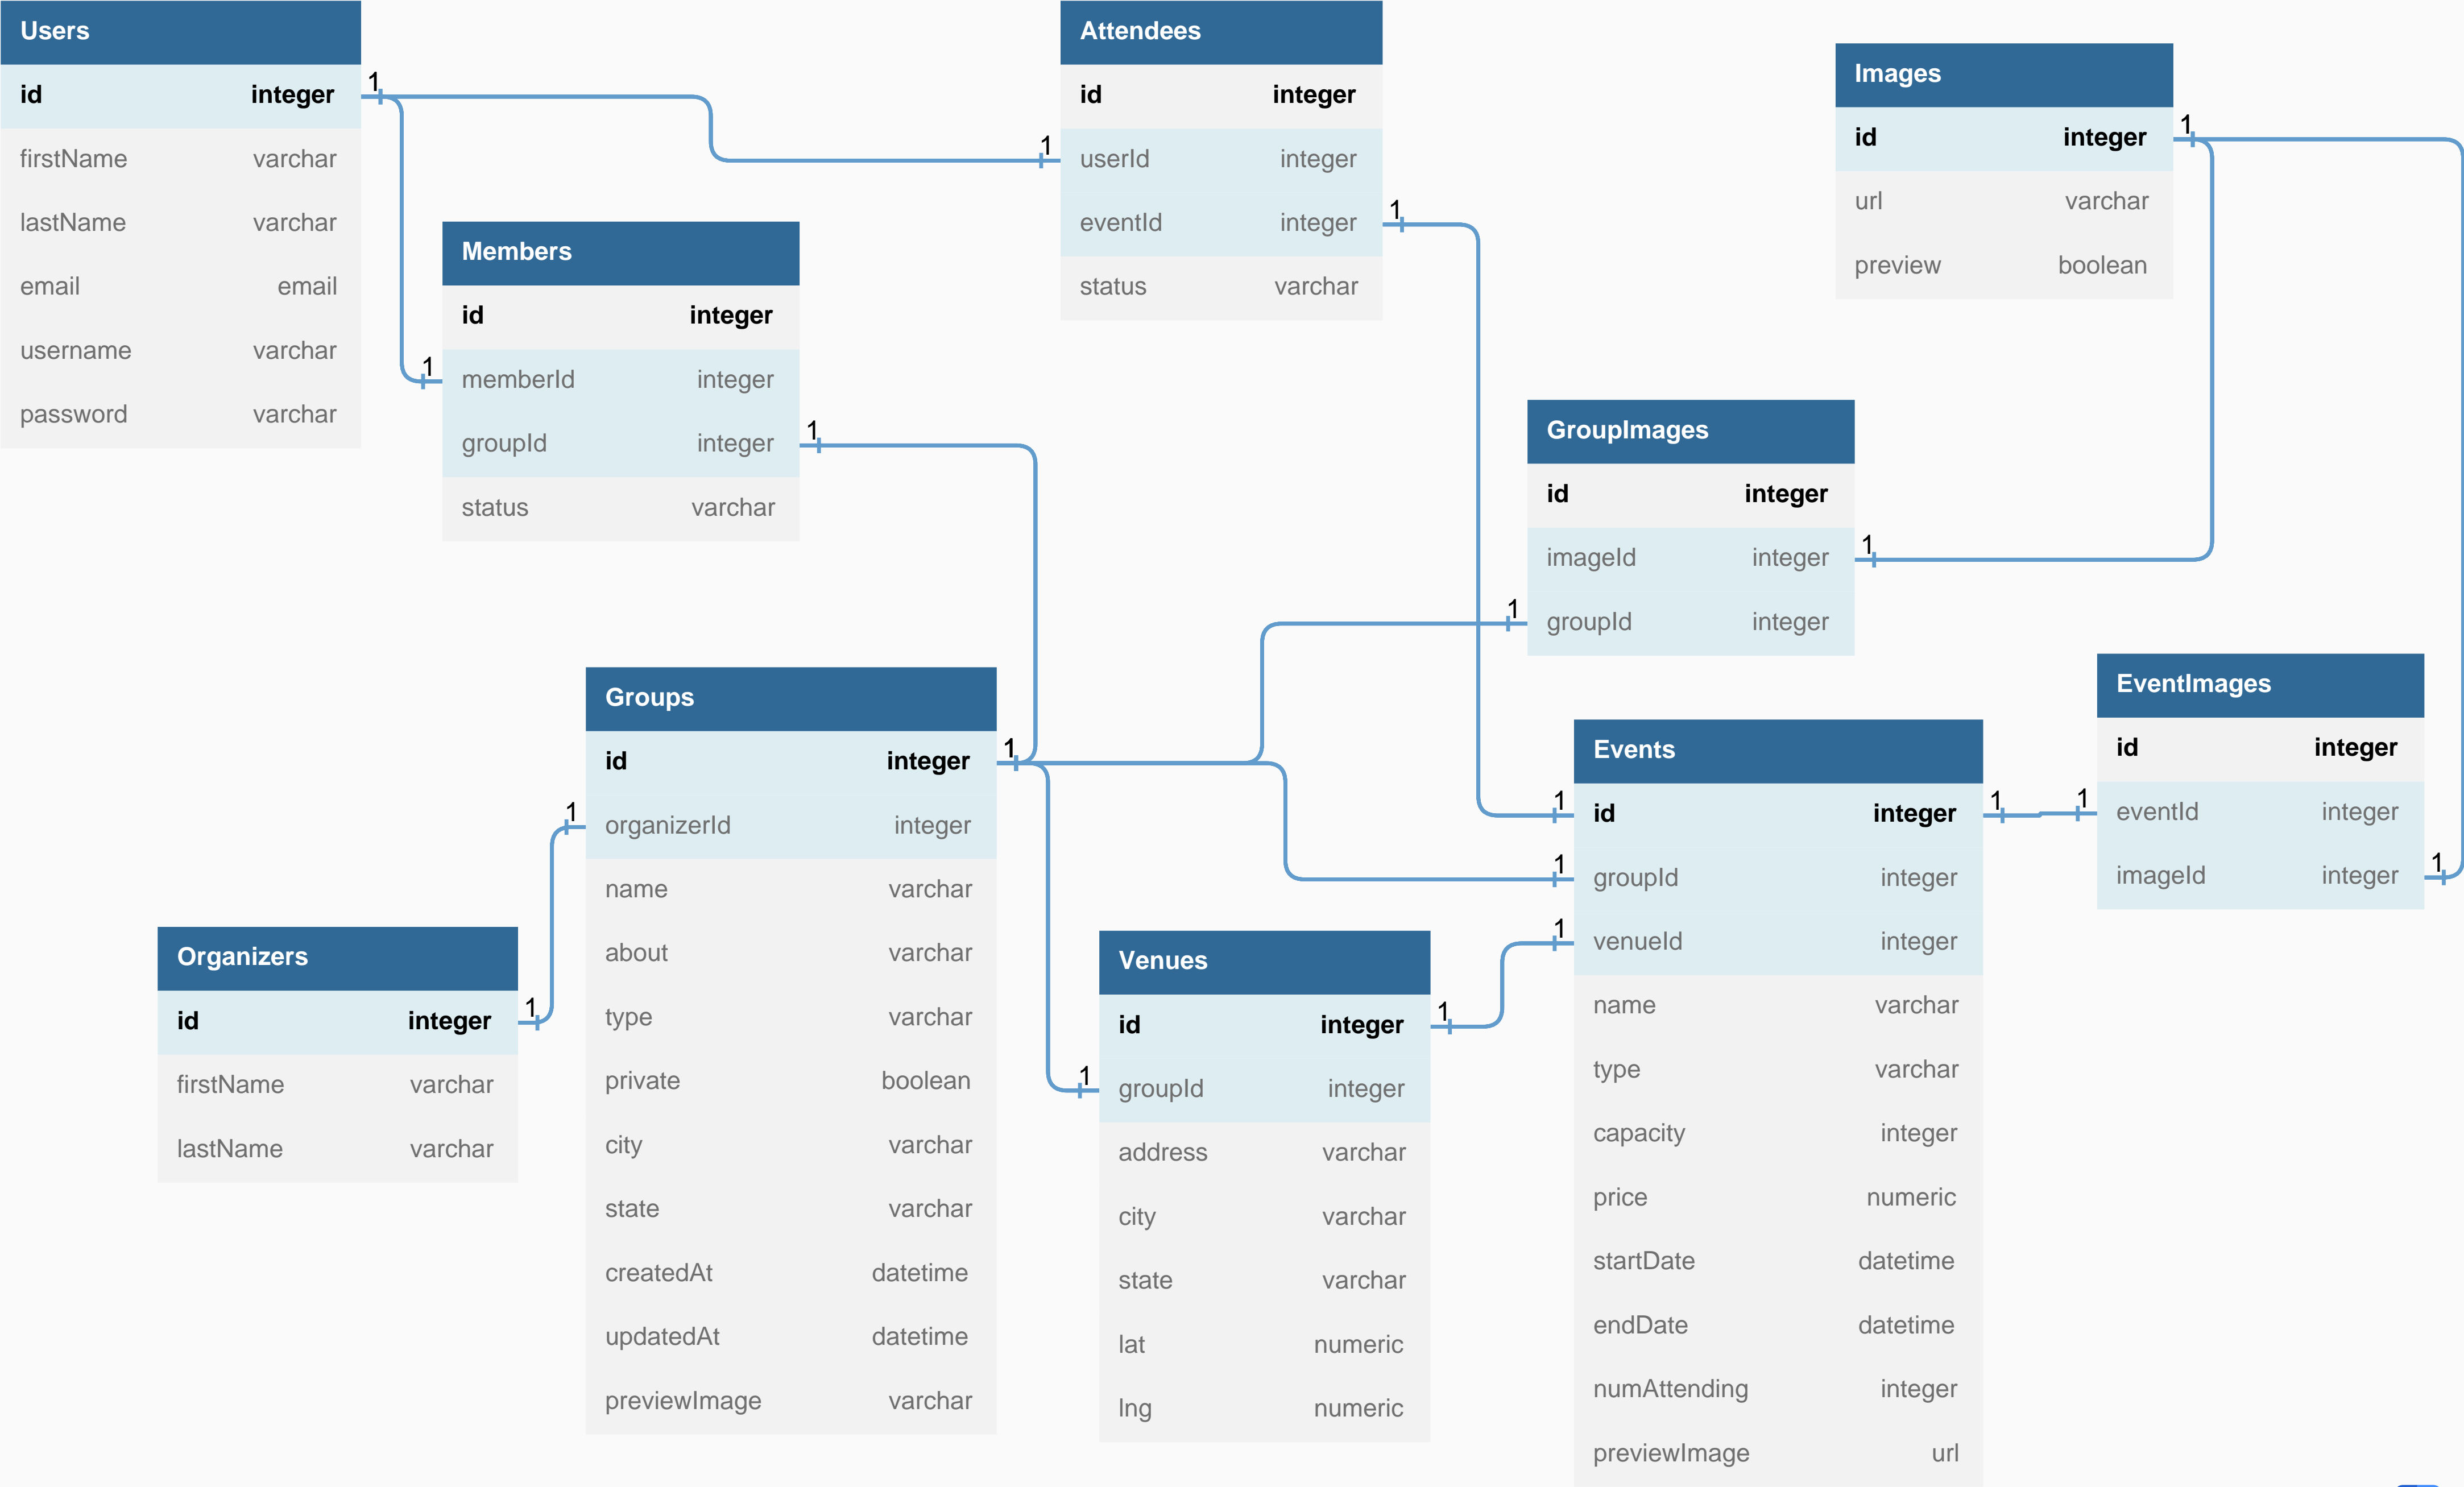 Users
id integer
firstName varchar
lastName varchar
email email
username varchar
password varchar
1
1
Members
id integer
memberId integer
groupId integer
status varchar
1
1
Attendees
id integer
userId integer
eventId integer
status varchar
1
1
Images
id integer
url varchar
preview boolean
1
GroupImages
id integer
imageId integer
groupId integer
1
1
EventImages
id integer
eventId integer
imageId integer
1
1
Groups
id integer
organizerId integer
name varchar
about varchar
type varchar
private boolean
city varchar
state varchar
createdAt datetime
updatedAt datetime
previewImage varchar
1
Organizers
id integer
firstName varchar
lastName varchar
1
Venues
id integer
groupId integer
address varchar
city varchar
state varchar
lat numeric
lng numeric
1
1
Events
id integer
groupId integer
venueId integer
name varchar
type varchar
capacity integer
price numeric
startDate datetime
endDate datetime
numAttending integer
previewImage url
1
1
1
1